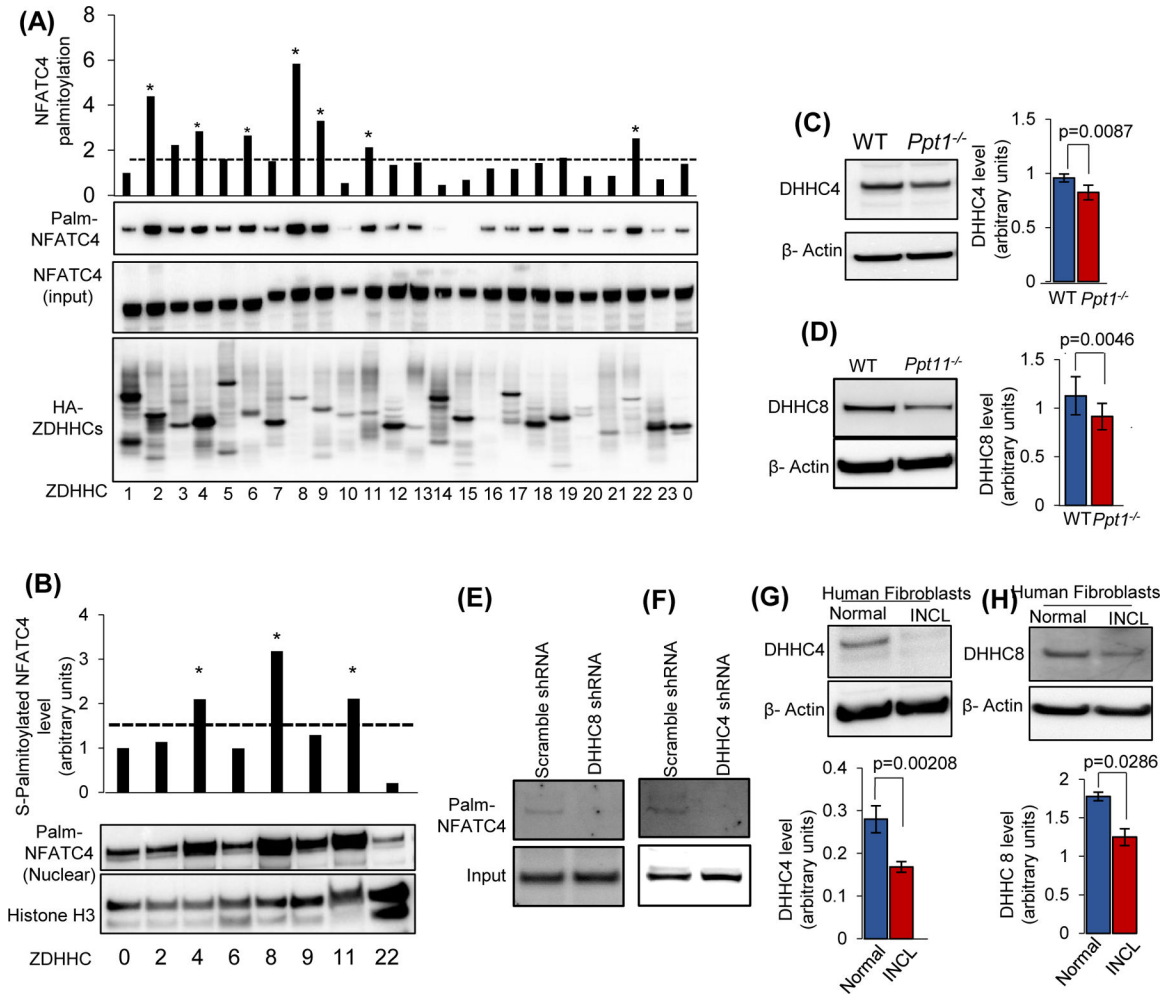 (A)
8
6
4
2
0
NFATC4
palmitoylation
* * * * * * * *
Palm-
NFATC4
NFATC4
(input)
HA-
ZDHHCs
ZDHHC
1 2 3 4 5 6 7 8 9 10 11 12 1314 15 16 17 18 19 20 21 22 23 0
(B)
4
3
2
1
0
S-Palmitoylated NFATC4
level
(arbitrary units)
* * *
Palm-
NFATC4
(Nuclear)
Histone H3
ZDHHC 0 2 4 6 8 9 11 22
(C)
WT Ppt1-/-
DHHC4
β- Actin
DHHC4 level
(arbitrary units)
1.5
1
0.5
0
p=0.0087
WT Ppt1-/-
(D)
WT Ppt11-/-
DHHC8
β- Actin
DHHC8 level
(arbitrary units)
1.5
1
0.5
0
p=0.0046
WT Ppt1-/-
(E)
Scramble shRNA
DHHC8 shRNA
Palm-
NFATC4
Input
(F)
Scramble shRNA
DHHC4 shRNA
(G)
Human Fibroblasts
Normal INCL
DHHC4
β- Actin
DHHC4 level
(arbitrary units)
0.4
0.3
0.2
0.1
0
p=0.00208
Normal
INCL
(H)
Human Fibroblasts
Normal INCL
DHHC8
β- Actin
DHHC 8 level
(arbitrary units)
2
1.5
1
0.5
0
p=0.0286
Normal
INCL